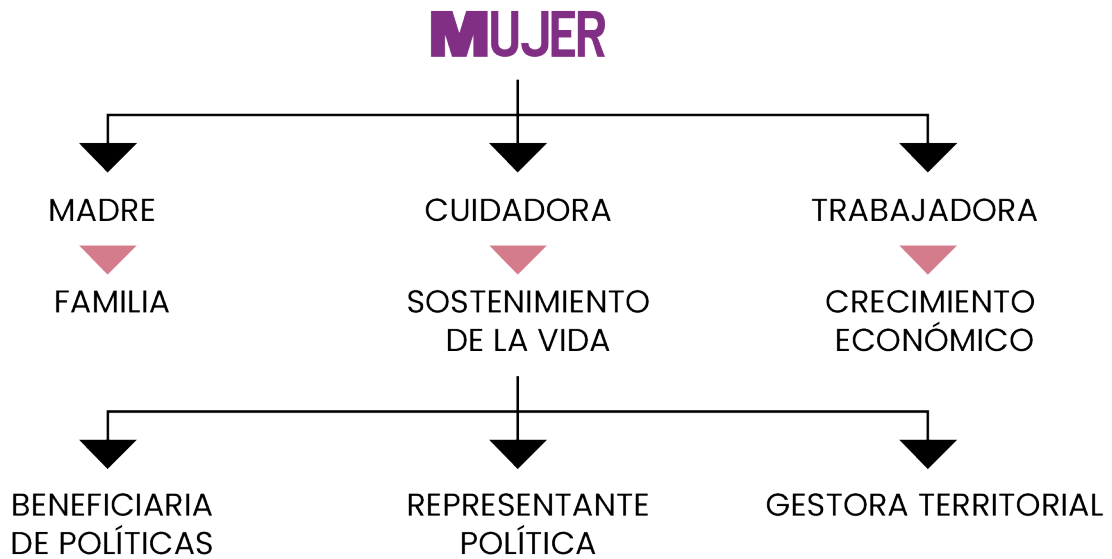 MUJER
MADRE
CUIDADORA
TRABAJADORA
FAMILIA
SOSTENIMIENTO
DE LA VIDA
CRECIMIENTO
ECONÓMICO
BENEFICIARIA
DE POLÍTICAS
REPRESENTANTE
POLÍTICA
GESTORA TERRITORIAL